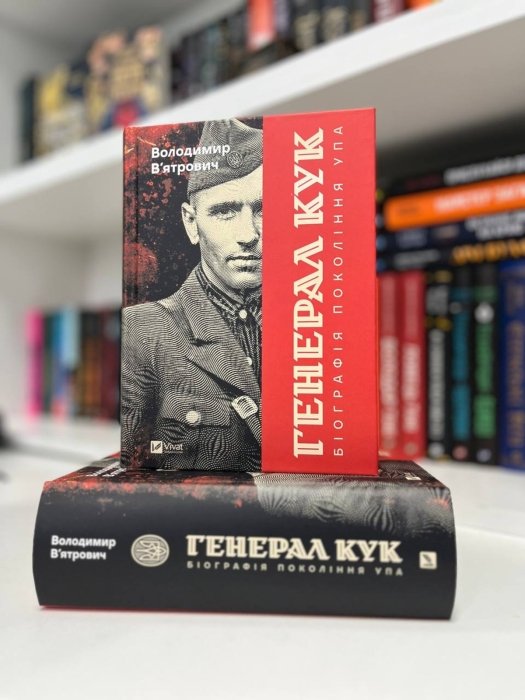 Володимир
В'ятрович
ГЕНЕРАЛ КУК
БІОГРАФІЯ ПОКОЛІННЯ УПА
Vivat
Володимир
В'ятрович
ГЕНЕРАЛ КУК
БІОГРАФІЯ ПОКОЛІННЯ УПА